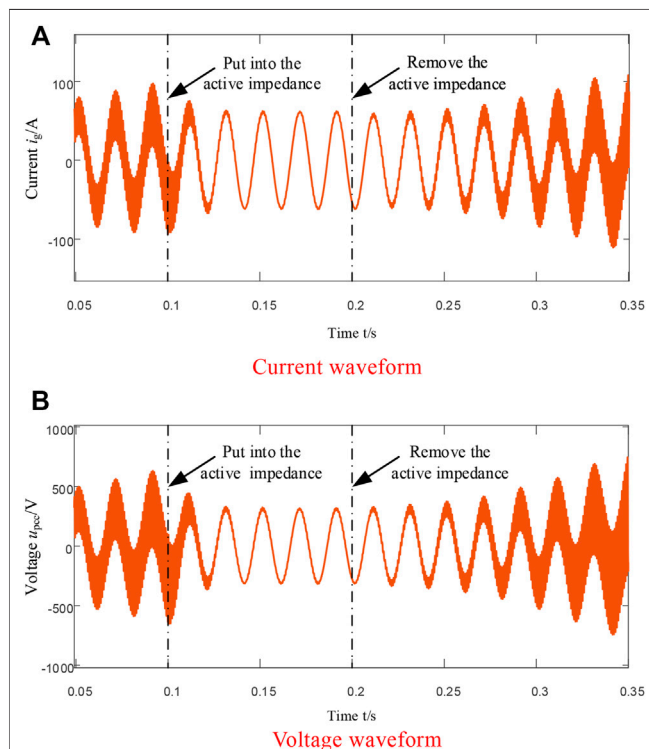 A
Put into the
active impedance
Remove the
active impedance
Current ig/A
100
0
-100
0.05 0.1 0.15 0.2 0.25 0.3 0.35
Time t/s
Current waveform
B
Put into the
active impedance
Remove the
active impedance
Voltage upcc/V
1000
500
0
-500
-1000
0.05 0.1 0.15 0.2 0.25 0.3 0.35
Time t/s
Voltage waveform